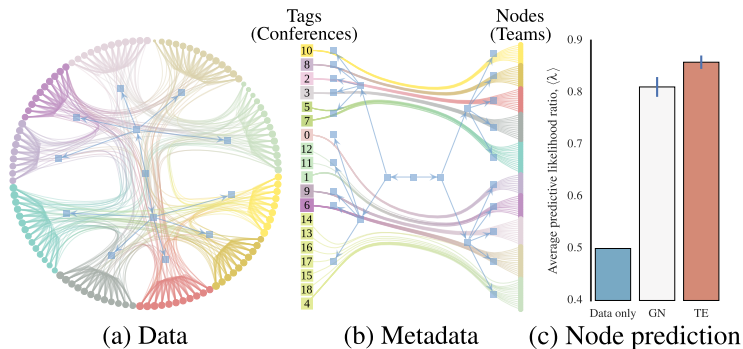 Tags
(Conferences)
Nodes
(Teams)
10
8
2
3
5
7
0
12
11
1
9
6
14
13
16
17
15
18
4
Average predictive likelihood ratio, ⟨λ⟩
0.9
0.8
0.7
0.6
0.5
0.4
Data only
GN
TE
(a) Data
(b) Metadata
(c) Node prediction